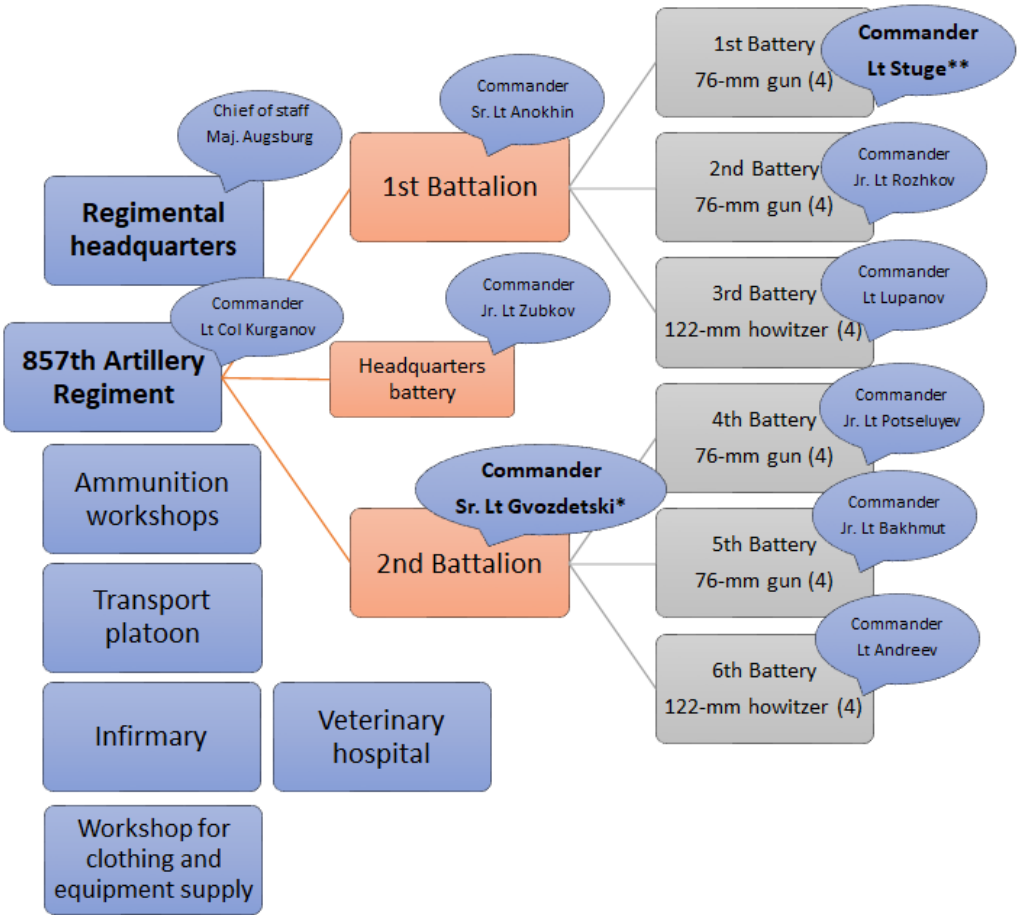 Chief of staff
Maj. Augsburg
Regimental
headquarters
Commander
Lt Col Kurganov
857th Artillery
Regiment
Ammunition
workshops
Transport
platoon
Infirmary
Veterinary
hospital
Workshop for
clothing and
equipment supply
Commander
Sr. Lt Anokhin
1st Battalion
Commander
Jr. Lt Zubkov
Headquarters
battery
Commander
Sr. Lt Gvozdetski*
2nd Battalion
1st Battery
76-mm gun (4)
Commander
Lt Stuge**
2nd Battery
76-mm gun (4)
Commander
Jr. Lt Rozhkov
3rd Battery
122-mm howitzer (4)
Commander
Lt Lupanov
4th Battery
76-mm gun (4)
Commander
Jr. Lt Potseluyev
5th Battery
76-mm gun (4)
Commander
Jr. Lt Bakhmut
6th Battery
122-mm howitzer (4)
Commander
Lt Andreev